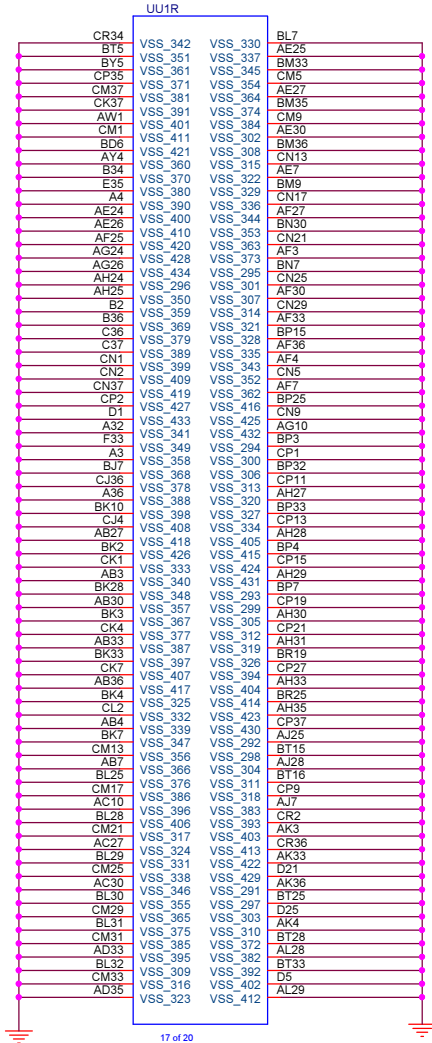 UU1R
CR34 VSS_342 VSS_330 BL7
BT5 VSS_351 VSS_337 AE25
BY5 VSS_361 VSS_345 BM33
CP35 VSS_371 VSS_354 CM5
CM37 VSS_381 VSS_364 AE27
CK37 VSS_391 VSS_374 BM35
AW1 VSS_401 VSS_384 CM9
CM1 VSS_411 VSS_302 AE30
BD6 VSS_421 VSS_308 BM36
AY4 VSS_360 VSS_315 CN13
B34 VSS_370 VSS_322 AE7
E35 VSS_380 VSS_329 BM9
A4 VSS_390 VSS_336 CN17
AE24 VSS_400 VSS_344 AF27
AE26 VSS_410 VSS_353 BN30
AF25 VSS_420 VSS_363 CN21
AG24 VSS_428 VSS_373 AF3
AG26 VSS_434 VSS_295 BN7
AH24 VSS_296 VSS_301 CN25
AH25 VSS_350 VSS_307 AF30
B2 VSS_359 VSS_314 CN29
B36 VSS_369 VSS_321 AF33
C36 VSS_379 VSS_328 BP15
C37 VSS_389 VSS_335 AF36
CN1 VSS_399 VSS_343 AF4
CN2 VSS_409 VSS_352 CN5
CN37 VSS_419 VSS_362 AF7
CP2 VSS_427 VSS_416 BP25
D1 VSS_433 VSS_425 CN9
A32 VSS_341 VSS_432 AG10
F33 VSS_349 VSS_294 BP3
A3 VSS_358 VSS_300 CP1
BJ7 VSS_368 VSS_306 BP32
CJ36 VSS_378 VSS_313 CP11
A36 VSS_388 VSS_320 AH27
BK10 VSS_398 VSS_327 BP33
CJ4 VSS_408 VSS_334 CP13
AB27 VSS_418 VSS_405 AH28
BK2 VSS_426 VSS_415 BP4
CK1 VSS_333 VSS_424 CP15
AB3 VSS_340 VSS_431 AH29
BK28 VSS_348 VSS_293 BP7
AB30 VSS_357 VSS_299 CP19
BK3 VSS_367 VSS_305 AH30
CK4 VSS_377 VSS_312 CP21
AB33 VSS_387 VSS_319 AH31
BK33 VSS_397 VSS_326 BR19
CK7 VSS_407 VSS_394 CP27
AB36 VSS_417 VSS_404 AH33
BK4 VSS_325 VSS_414 BR25
CL2 VSS_332 VSS_423 AH35
AB4 VSS_339 VSS_430 CP37
BK7 VSS_347 VSS_292 AJ25
CM13 VSS_356 VSS_298 BT15
AB7 VSS_366 VSS_304 AJ28
BL25 VSS_376 VSS_311 BT16
CM17 VSS_386 VSS_318 CP9
AC10 VSS_396 VSS_383 AJ7
BL28 VSS_406 VSS_393 CR2
CM21 VSS_317 VSS_403 AK3
AC27 VSS_324 VSS_413 CR36
BL29 VSS_331 VSS_422 AK33
CM25 VSS_338 VSS_429 D21
AC30 VSS_346 VSS_291 AK36
BL30 VSS_355 VSS_297 BT25
CM29 VSS_365 VSS_303 D25
BL31 VSS_375 VSS_310 AK4
CM31 VSS_385 VSS_372 BT28
AD33 VSS_395 VSS_382 AL28
BL32 VSS_309 VSS_392 BT33
CM33 VSS_316 VSS_402 D5
AD35 VSS_323 VSS_412 AL29
17 of 20